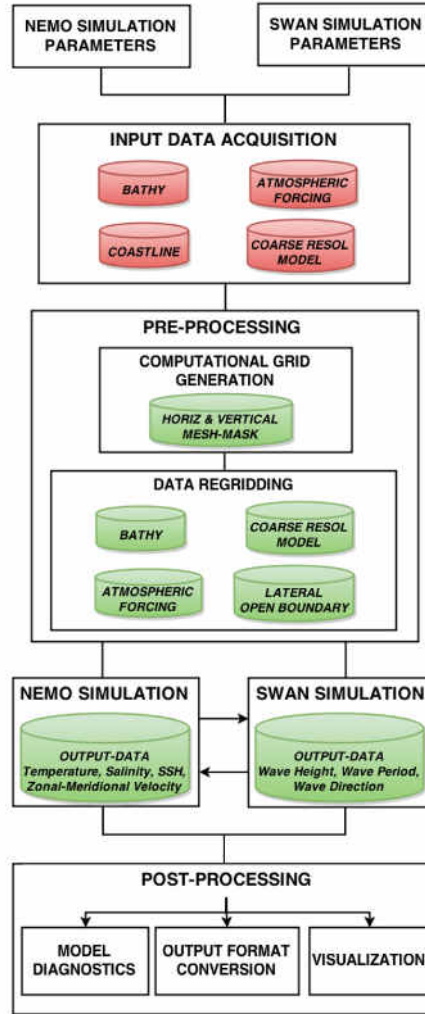 NEMO SIMULATION
PARAMETERS
SWAN SIMULATION
PARAMETERS
INPUT DATA ACQUISITION
BATHY
ATMOSPHERIC
FORCING
COASTLINE
COARSE RESOL
MODEL
PRE-PROCESSING
COMPUTATIONAL GRID
GENERATION
HORIZ & VERTICAL
MESH-MASK
DATA REGRIDDING
BATHY
COARSE RESOL
MODEL
ATMOSPHERIC
FORCING
LATERAL
OPEN BOUNDARY
NEMO SIMULATION
OUTPUT-DATA
Temperature, Salinity, SSH,
Zonal-Meridional Velocity
SWAN SIMULATION
OUTPUT-DATA
Wave Height, Wave Period,
Wave Direction
POST-PROCESSING
MODEL
DIAGNOSTICS
OUTPUT FORMAT
CONVERSION
VISUALIZATION